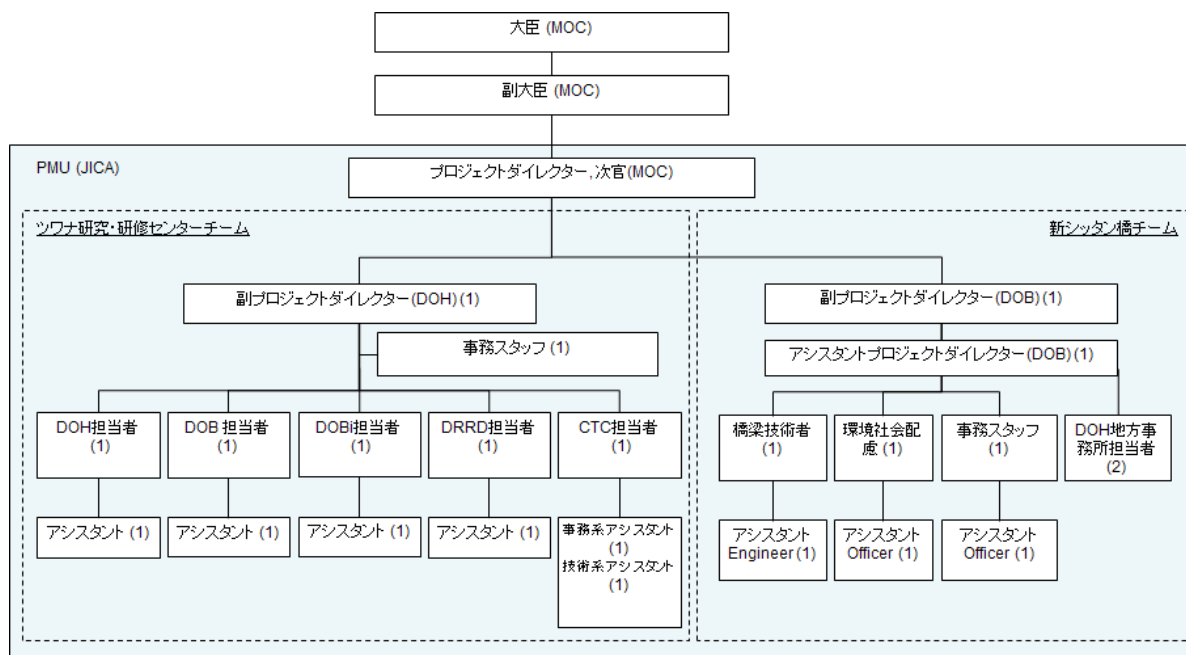 大臣 (MOC)
副大臣 (MOC)
PMU (JICA)
プロジェクトダイレクター,次官(MOC)
ツワナ研究・研修センターチーム
副プロジェクトダイレクター(DOH) (1)
事務スタッフ (1)
DOH担当者
(1)
DOB 担当者
(1)
DOBi担当者
(1)
DRRD担当者
(1)
CTC担当者
(1)
アシスタント (1)
アシスタント (1)
アシスタント (1)
アシスタント (1)
事務系アシスタント
(1)
技術系アシスタント
(1)
新シッタン橋チーム
副プロジェクトダイレクター(DOB) (1)
アシスタントプロジェクトダイレクター(DOB) (1)
橋梁技術者
(1)
環境社会配
慮 (1)
事務スタッフ
(1)
DOH地方事
務所担当者
(2)
アシスタント
Engineer (1)
アシスタント
Officer (1)
アシスタント
Officer (1)